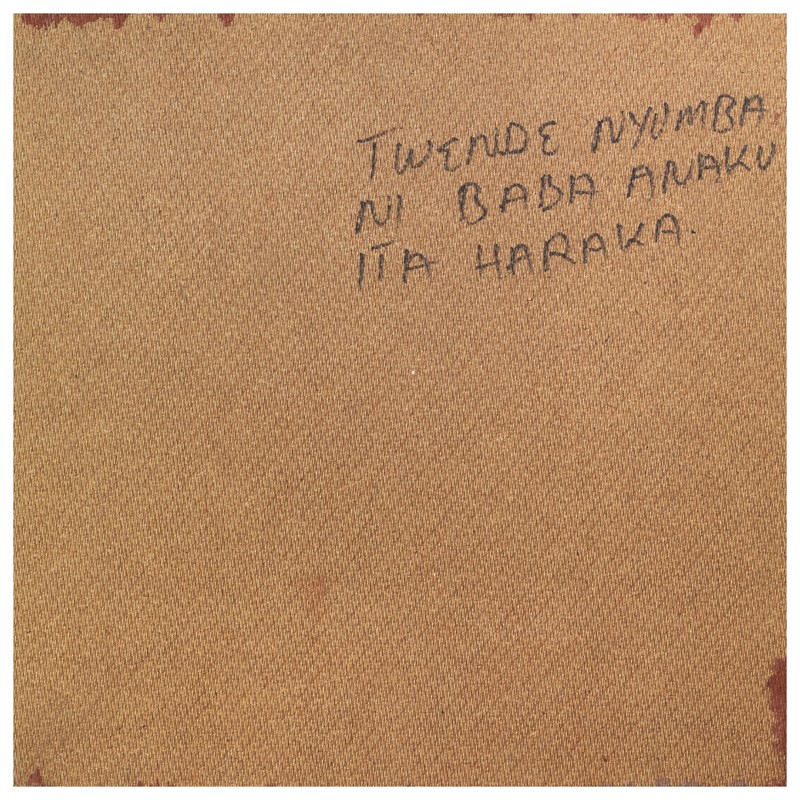 TWENDE NYUMBA
NI BABA ANAKU
ITA HARAKA.